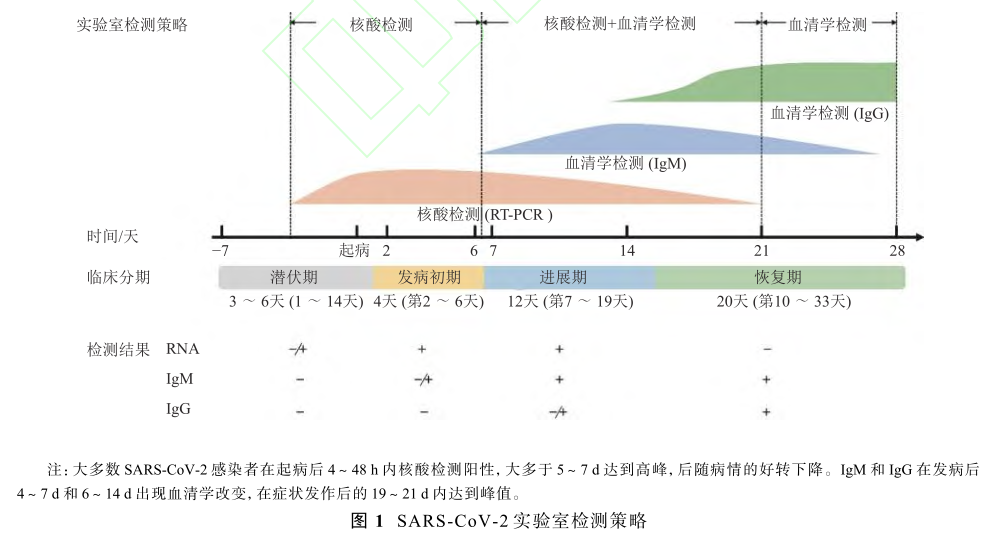 实验室检测策略 核酸检测 核酸检测+血清学检测 血清学检测
血清学检测 (IgG)
血清学检测 (IgM)
核酸检测 (RT-PCR )
时间/天 −7 起病 2 6 7 14 21 28
临床分期 潜伏期 发病初期 进展期 恢复期
3 ~ 6天 (1 ~ 14天) 4天 (第2 ~ 6天) 12天 (第7 ~ 19天) 20天 (第10 ~ 33天)
检测结果 RNA −/+ + + −
IgM − −/+ + +
IgG − − −/+ +
注: 大多数 SARS-CoV-2 感染者在起病后 4 ~ 48 h 内核酸检测阳性, 大多于 5 ~ 7 d 达到高峰, 后随病情的好转下降。IgM 和 IgG 在发病后
4 ~ 7 d 和 6 ~ 14 d 出现血清学改变, 在症状发作后的 19 ~ 21 d 内达到峰值。
图 1 SARS-CoV-2 实验室检测策略